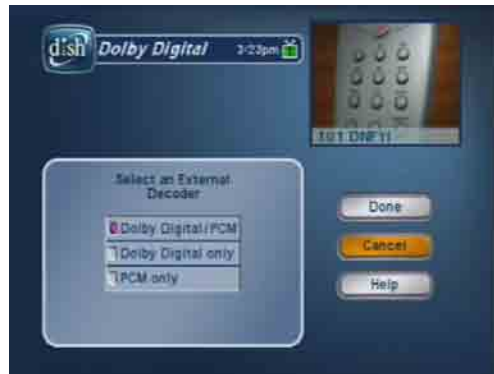 dish Dolby Digital 3:23pm
101 DNFYI
Select an External
Decoder
Dolby Digital/PCM
Dolby Digital only
PCM only
Done
Cancel
Help